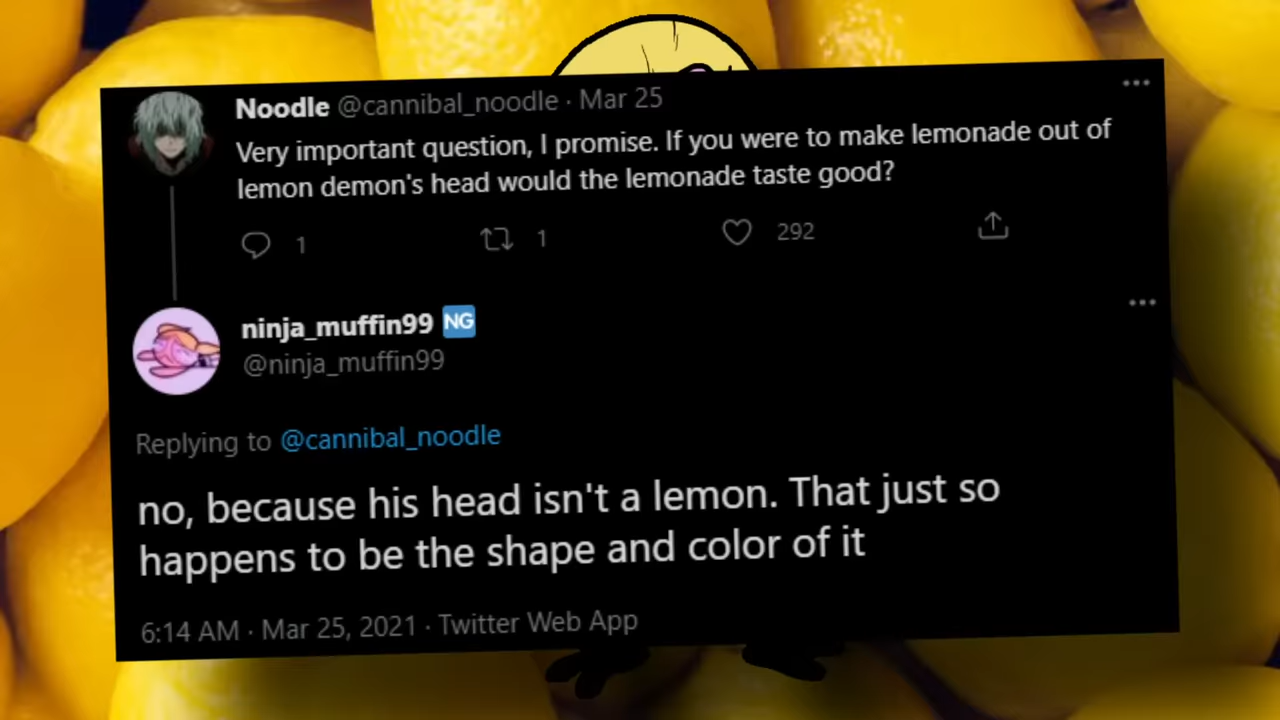 Noodle @cannibal_noodle · Mar 25
Very important question, I promise. If you were to make lemonade out of
lemon demon's head would the lemonade taste good?
1 1 292
ninja_muffin99 NG
@ninja_muffin99
Replying to @cannibal_noodle
no, because his head isn't a lemon. That just so
happens to be the shape and color of it
6:14 AM · Mar 25, 2021 · Twitter Web App